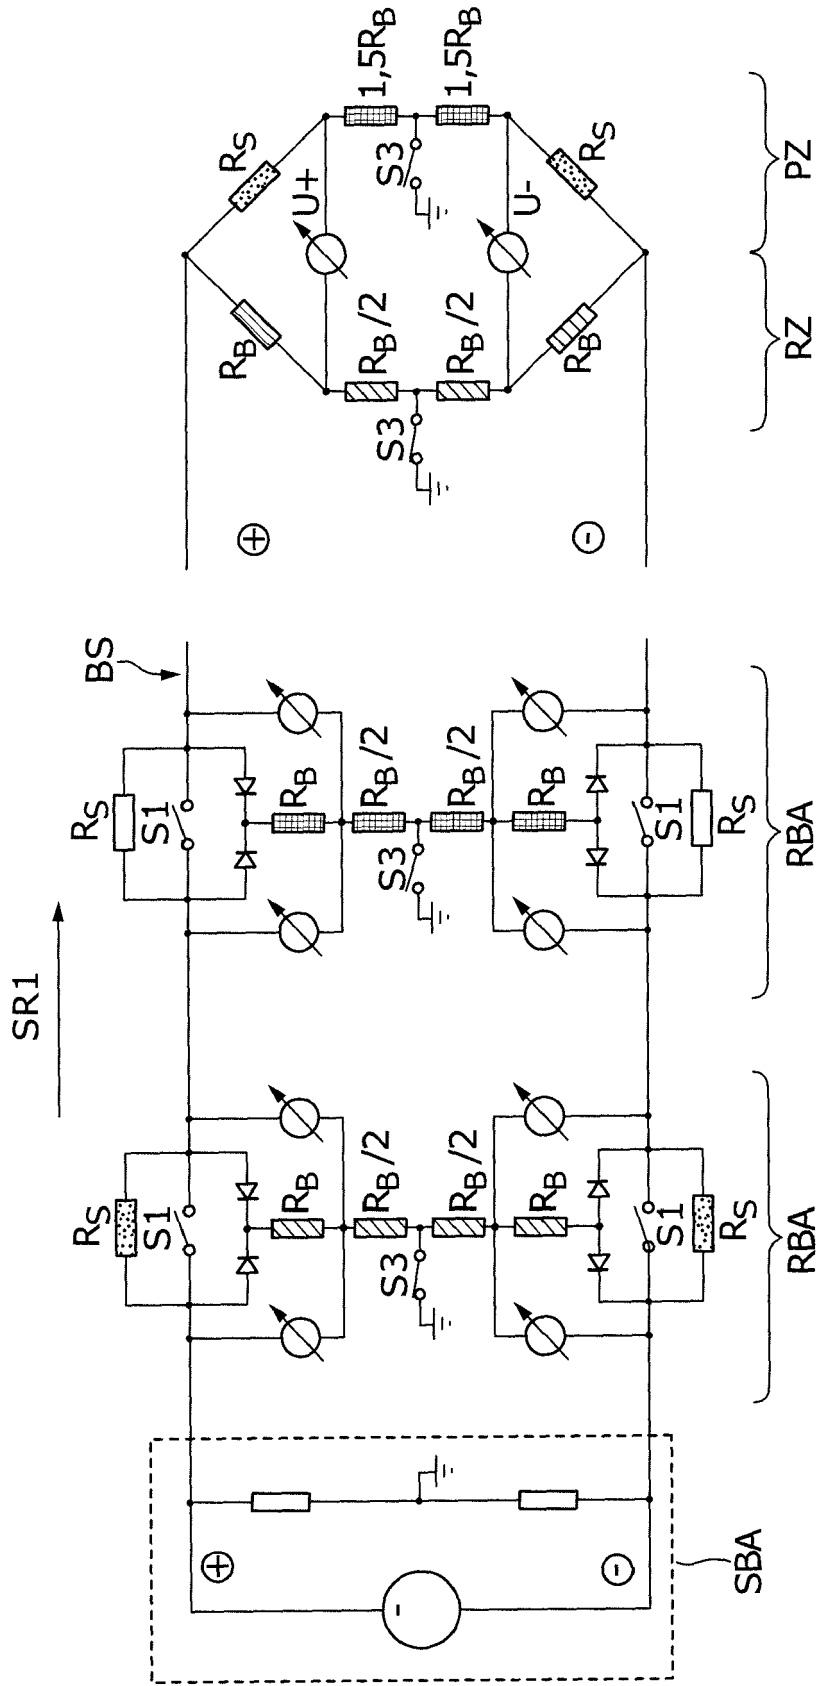 SR1
BS
SBA
⊕
⊖
-
R_S
S1
R_B
R_B/2
S3
R_B/2
R_B
S1
R_S
RBA
R_S
S1
R_B
R_B/2
S3
R_B/2
R_B
S1
R_S
RBA
⊕
⊖
R_B
R_B/2
S3
R_B/2
R_B
RZ
R_S
U+
1,5R_B
S3
1,5R_B
U-
R_S
PZ